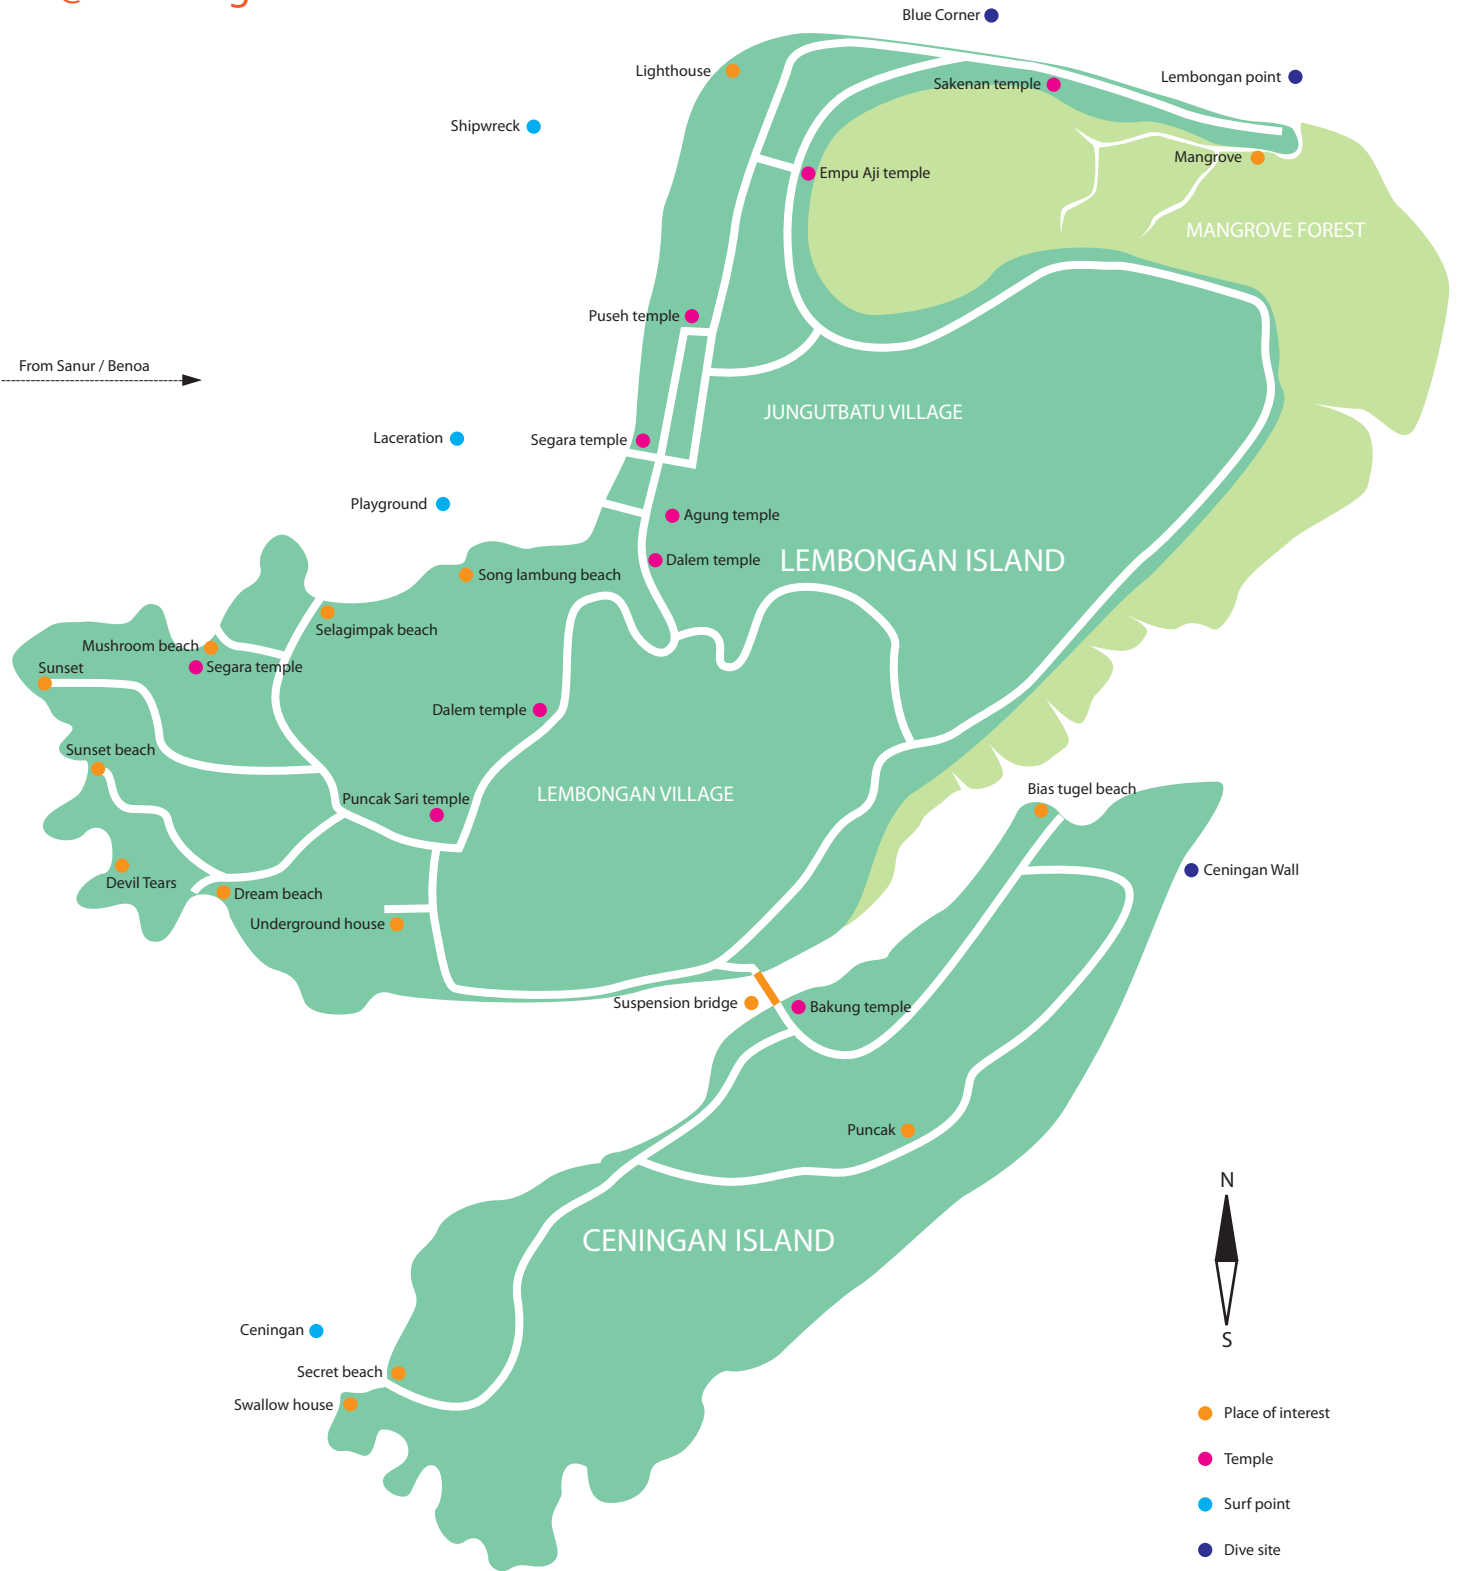 Blue Corner
Lighthouse
Lembongan point
Sakenan temple
Shipwreck
Mangrove
Empu Aji temple
MANGROVE FOREST
Puseh temple
From Sanur / Benoa
JUNGUTBATU VILLAGE
Laceration
Segara temple
Playground
Agung temple
LEMBONGAN ISLAND
Dalem temple
Song lambung beach
Selagimpak beach
Mushroom beach
Sunset
Segara temple
Dalem temple
Sunset beach
Bias tugel beach
Puncak Sari temple
LEMBONGAN VILLAGE
Ceningan Wall
Devil Tears
Dream beach
Underground house
Suspension bridge
Bakung temple
Puncak
N
CENINGAN ISLAND
Ceningan
S
Secret beach
Swallow house
Place of interest
Temple
Surf point
Dive site